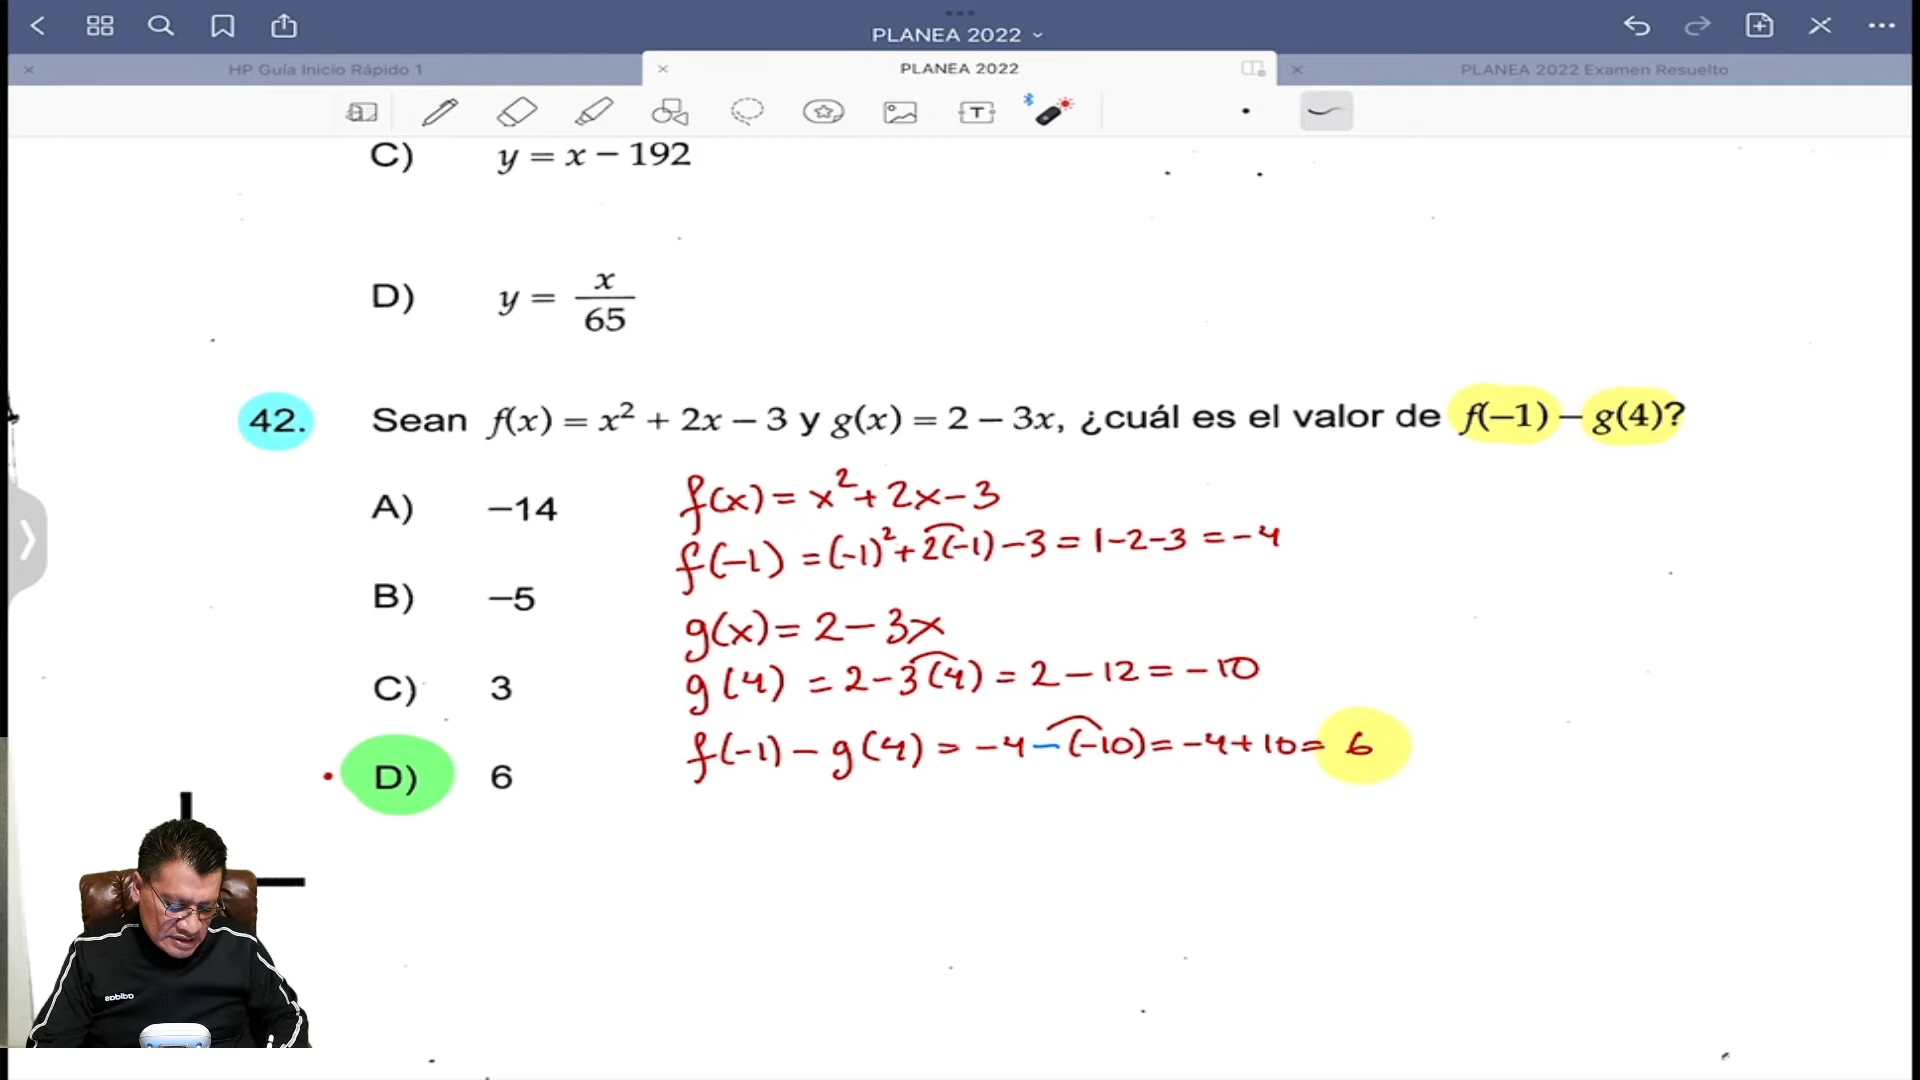 PLANEA 2022
HP Guía Inicio Rápido 1
PLANEA 2022
PLANEA 2022 Examen Resuelto
T
C) y = x − 192
D) y = x/65
42. Sean f(x) = x² + 2x − 3 y g(x) = 2 − 3x, ¿cuál es el valor de f(−1) − g(4)?
A) −14
B) −5
C) 3
D) 6
f(x) = x² + 2x − 3
f(−1) = (−1)² + 2(−1) − 3 = 1 − 2 − 3 = − 4
g(x) = 2 − 3x
g(4) = 2 − 3(4) = 2 − 12 = − 10
f(−1) − g(4) = −4 − (−10) = −4 + 10 = 6
adidas